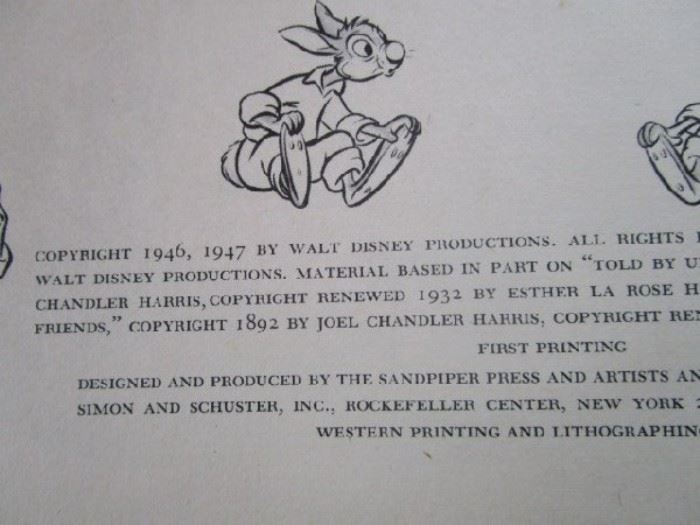 COPYRIGHT 1946, 1947 BY WALT DISNEY PRODUCTIONS. ALL RIGHTS
WALT DISNEY PRODUCTIONS. MATERIAL BASED IN PART ON "TOLD BY U
CHANDLER HARRIS, COPYRIGHT RENEWED 1932 BY ESTHER LA ROSE H
FRIENDS," COPYRIGHT 1892 BY JOEL CHANDLER HARRIS, COPYRIGHT REN
FIRST PRINTING
DESIGNED AND PRODUCED BY THE SANDPIPER PRESS AND ARTISTS AN
SIMON AND SCHUSTER, INC., ROCKEFELLER CENTER, NEW YORK 2
WESTERN PRINTING AND LITHOGRAPHING